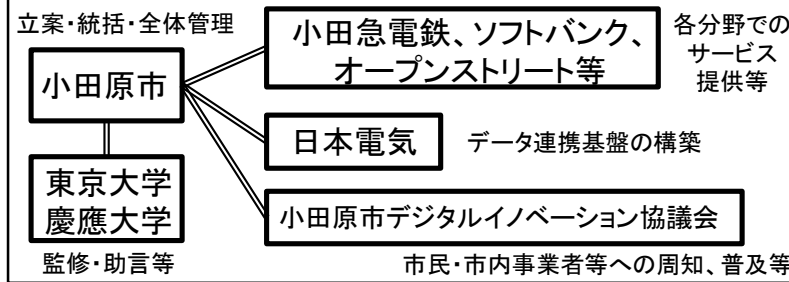 立案・統括・全体管理
小田原市
東京大学
慶應大学
監修・助言等
小田急電鉄、ソフトバンク、
オープンストリート等
各分野での
サービス
提供等
日本電気
データ連携基盤の構築
小田原市デジタルイノベーション協議会
市民・市内事業者等への周知、普及等